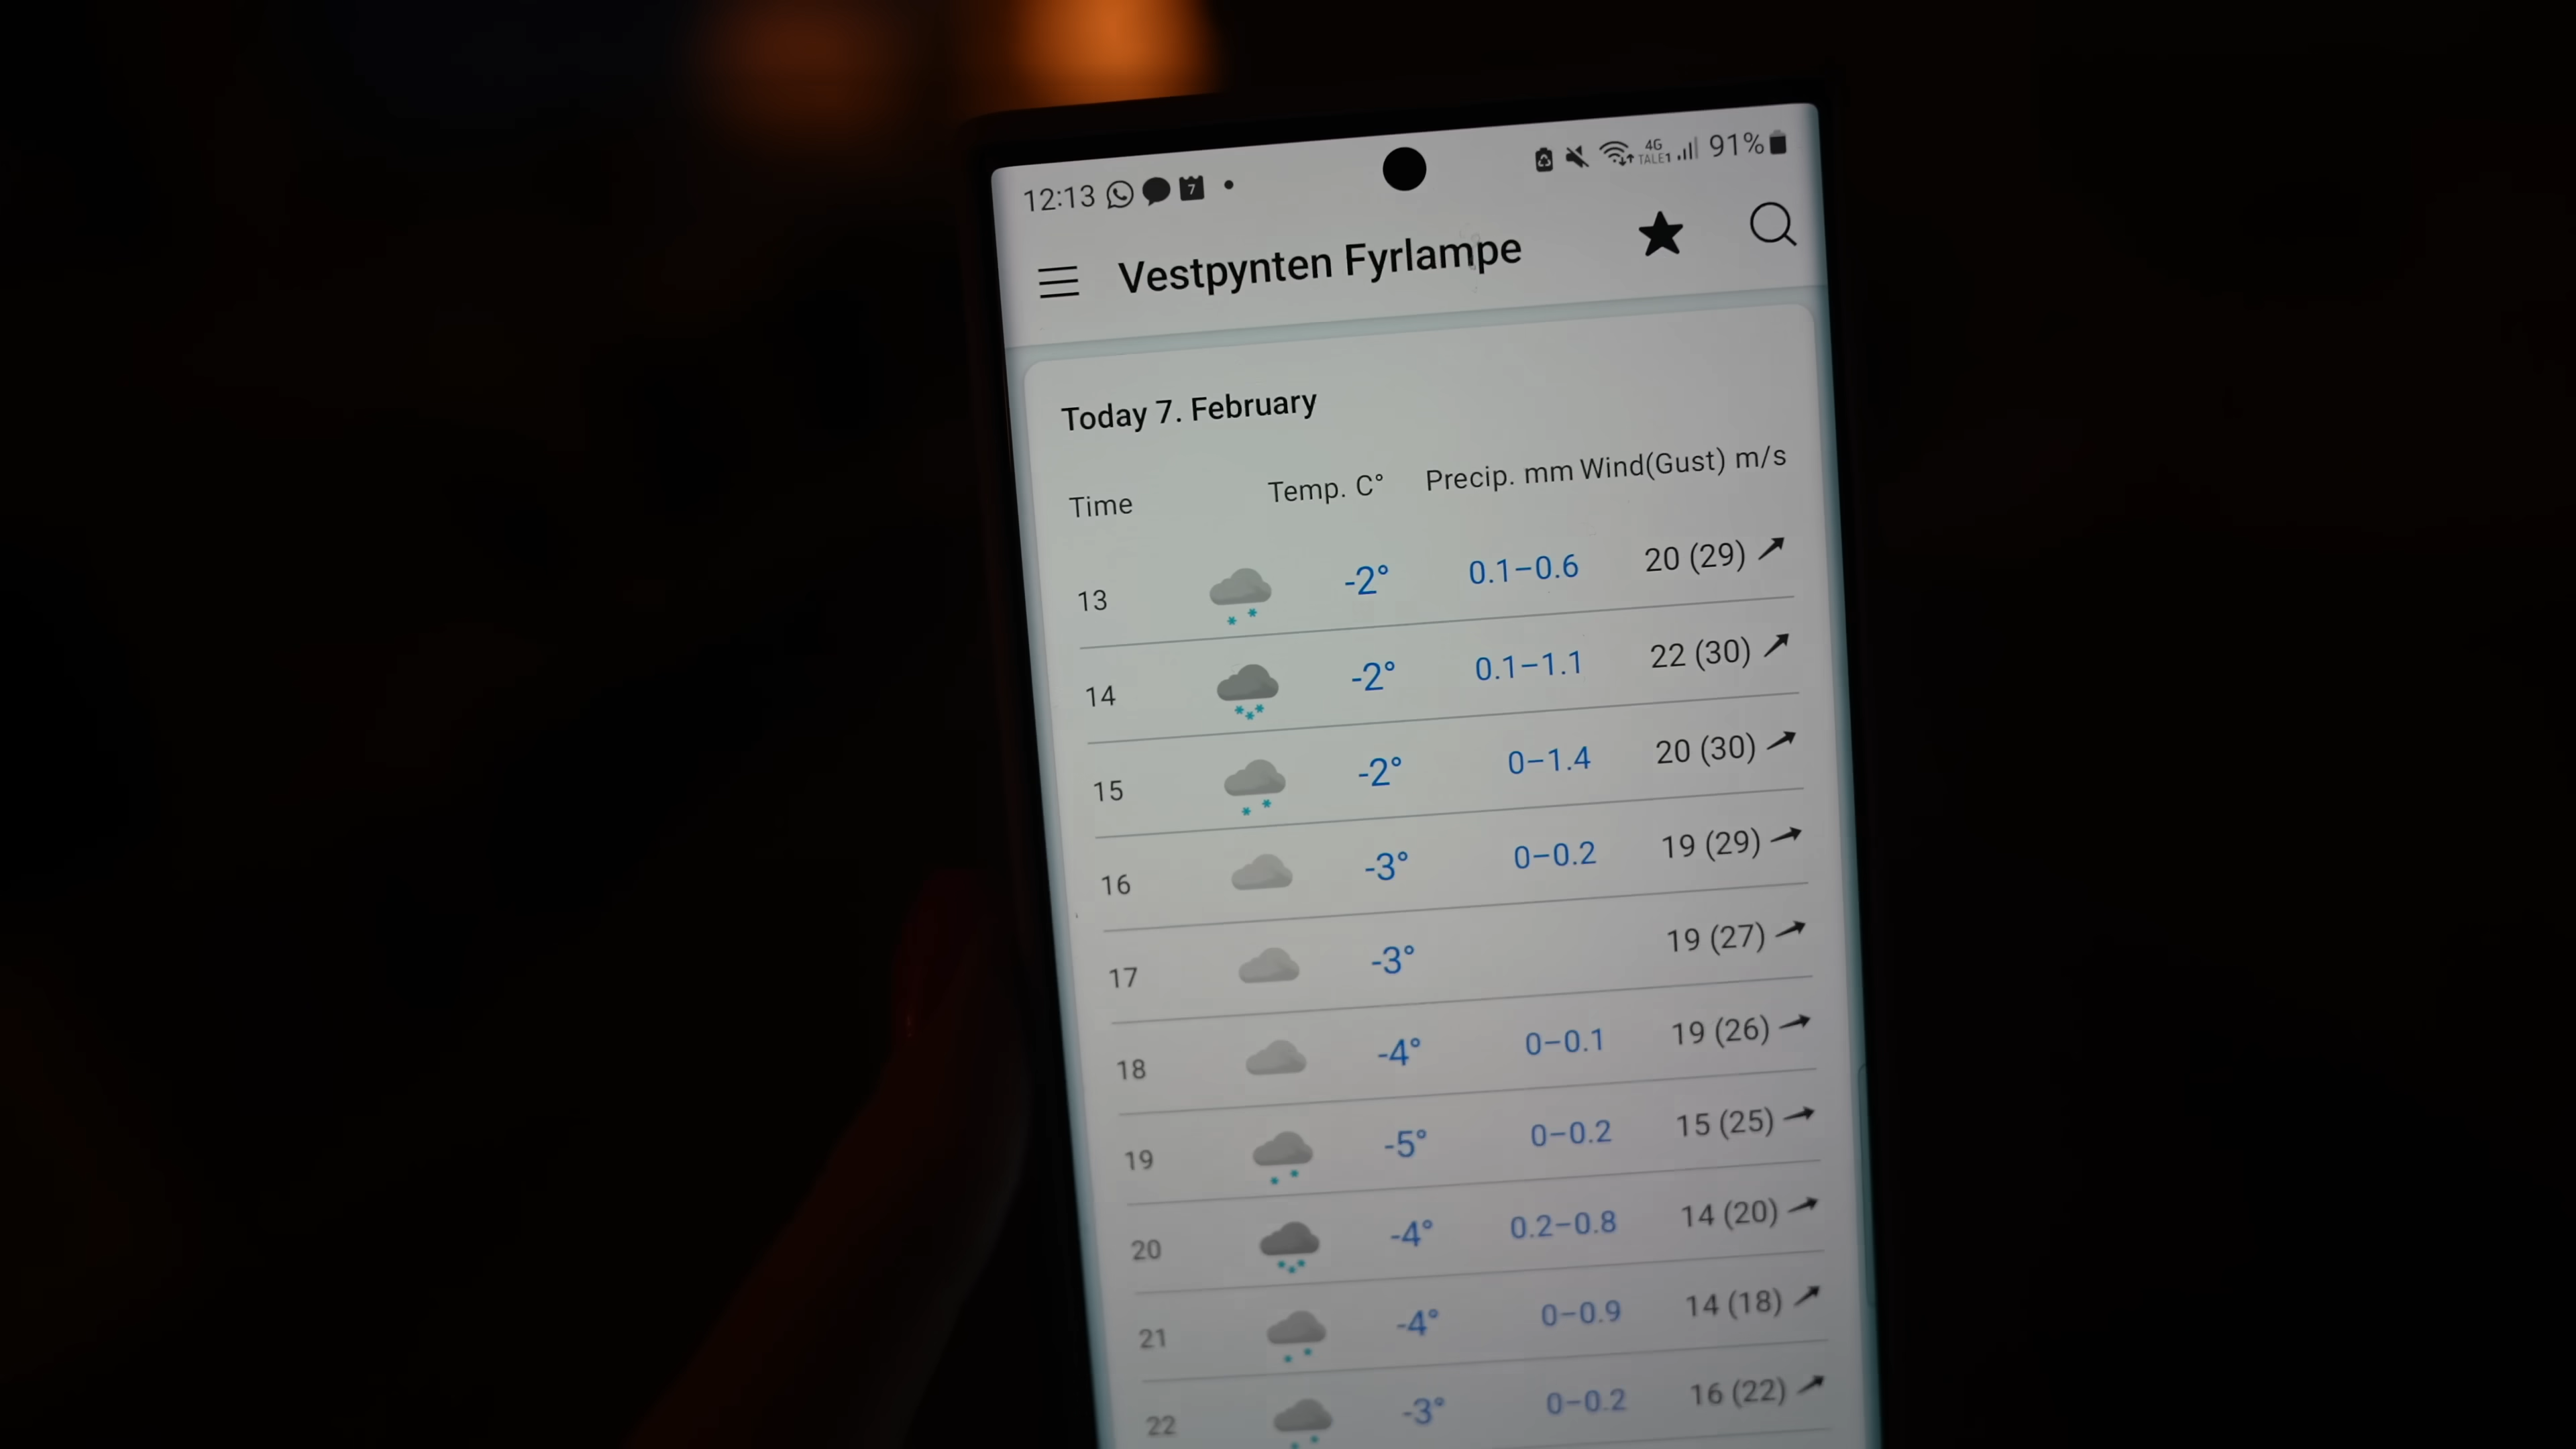 12:13 7 4G TALE1 91%
Vestpynten Fyrlampe
Today 7. February
Time Temp. C° Precip. mm Wind(Gust) m/s
13 -2° 0.1–0.6 20 (29)
14 -2° 0.1–1.1 22 (30)
15 -2° 0–1.4 20 (30)
16 -3° 0–0.2 19 (29)
17 -3° 19 (27)
18 -4° 0–0.1 19 (26)
19 -5° 0–0.2 15 (25)
20 -4° 0.2–0.8 14 (20)
21 -4° 0–0.9 14 (18)
22 -3° 0–0.2 16 (22)